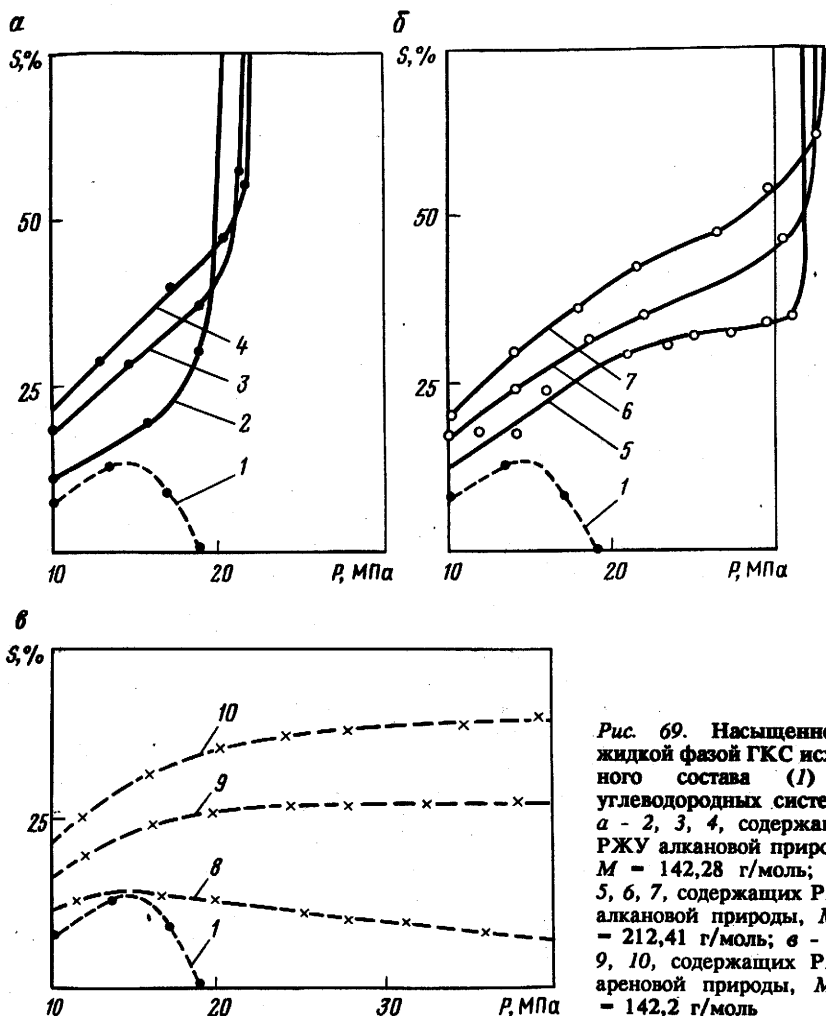 а
S,%
50
25
4
3
2
1
10
20
P, МПа
б
S,%
50
25
7
6
5
1
10
20
P, МПа
в
S,%
25
10
9
8
1
10
20
30
P, МПа
Рис. 69. Насыщенно
жидкой фазой ГКС исх
ного состава (1)
углеводородных систе
а - 2, 3, 4, содержа
РЖУ алкановой природ
М = 142,28 г/моль;
5, 6, 7, содержащих Р
алкановой природы, М
= 212,41 г/моль; в -
9, 10, содержащих Р
ареновой природы, М
= 142,2 г/моль